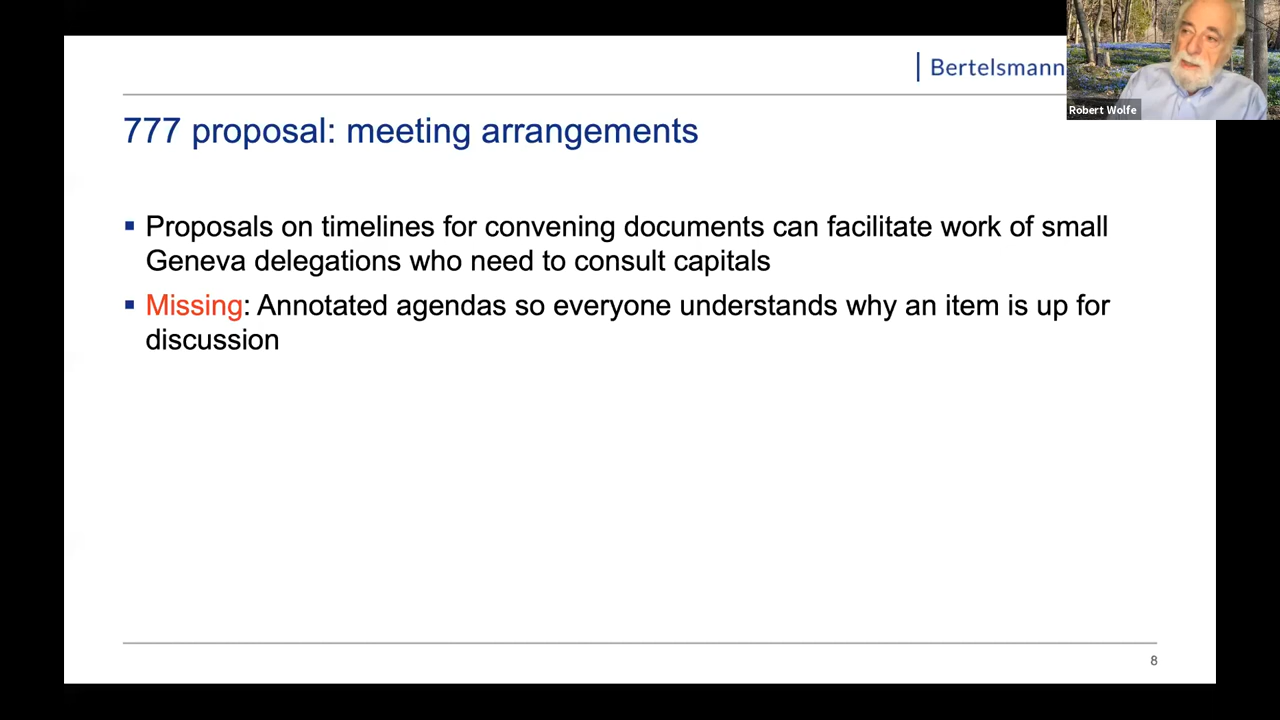 | Bertelsmann
Robert Wolfe
777 proposal: meeting arrangements
▪ Proposals on timelines for convening documents can facilitate work of small
Geneva delegations who need to consult capitals
▪ Missing: Annotated agendas so everyone understands why an item is up for
discussion
8